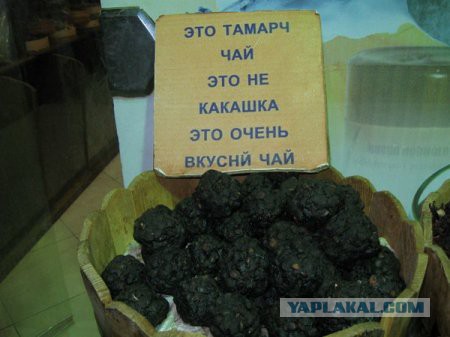 ЭТО ТАМАРЧ
ЧАЙ
ЭТО НЕ
КАКАШКА
ЭТО ОЧЕНЬ
ВКУСНЙ ЧАЙ
YAPLAKAL.COM